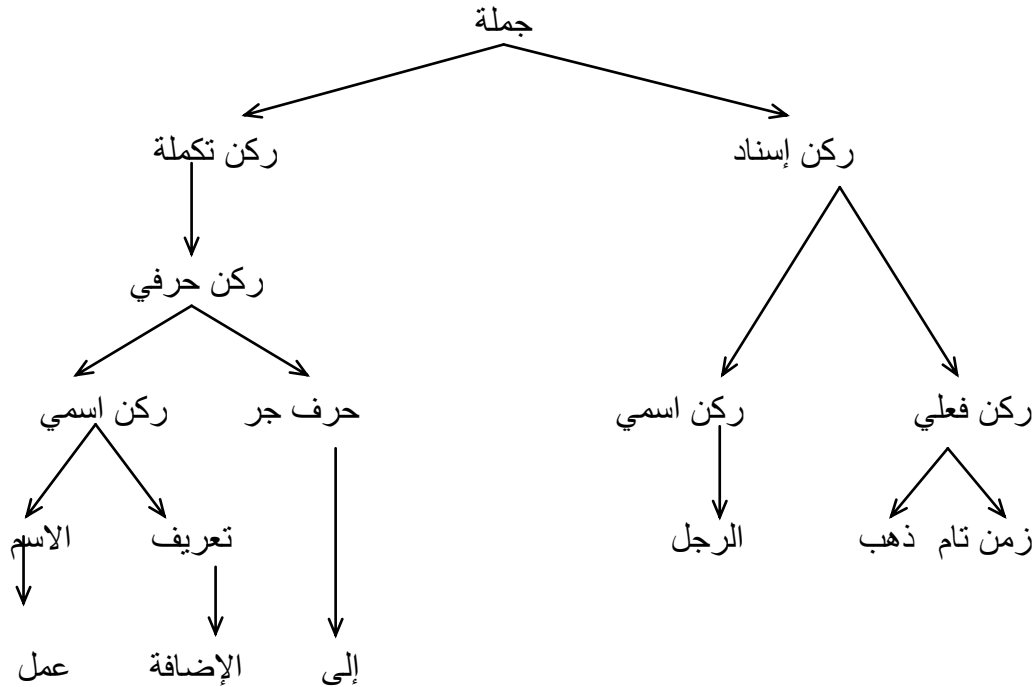 جملة
ركن إسناد ركن تكملة
ركن حرفي
ركن فعلي ركن اسمي حرف جر ركن اسمي
زمن تام ذهب الرجل تعريف الاسم
إلى الإضافة عمل